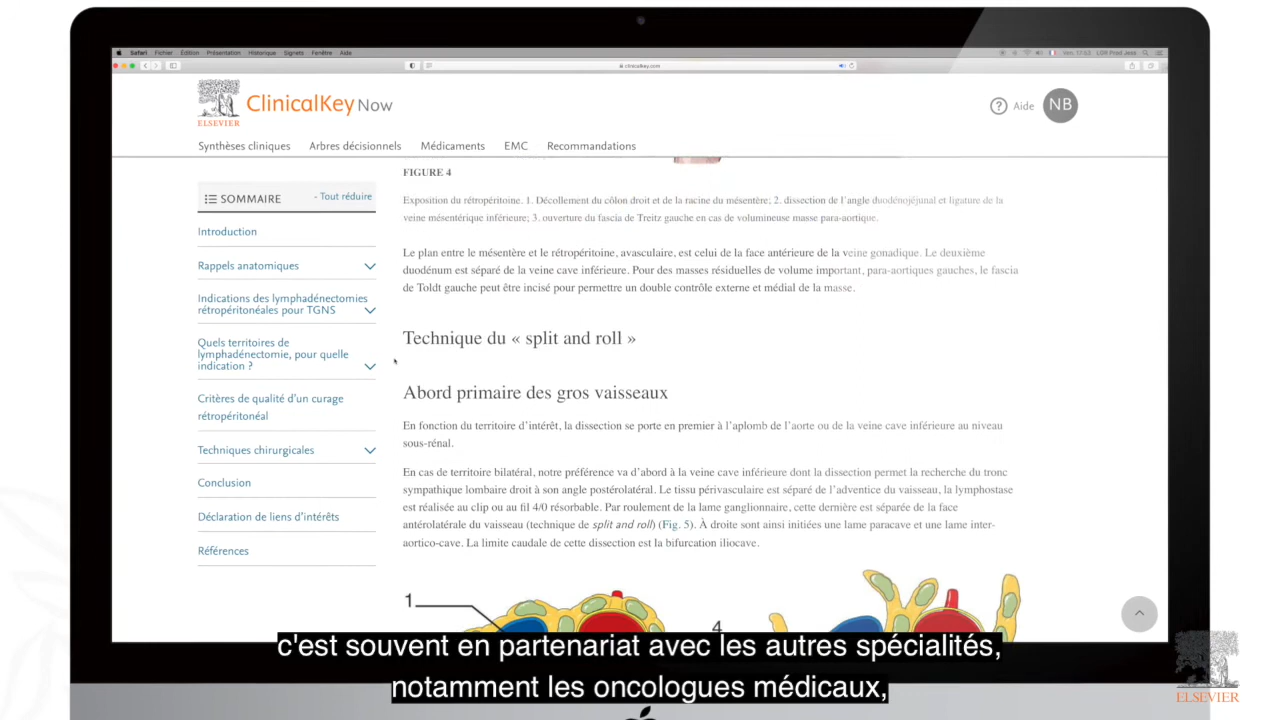 Safari Fichier Édition Présentation Historique Signets Fenêtre Aide
clinicalkey.com
ELSEVIER
ClinicalKey Now
Aide
NB
Synthèses cliniques Arbres décisionnels Médicaments EMC Recommandations
SOMMAIRE
- Tout réduire
Introduction
Rappels anatomiques
Indications des lymphadénectomies
rétropéritonéales pour TGNS
Quels territoires de
lymphadénectomie, pour quelle
indication ?
Critères de qualité d'un curage
rétropéritonéal
Techniques chirurgicales
Conclusion
Déclaration de liens d'intérêts
Références
FIGURE 4
Exposition du rétropéritoine. 1. Décollement du côlon droit et de la racine du mésentère; 2. dissection de l'angle duodénojéjunal et ligature de la
veine mésentérique inférieure; 3. ouverture du fascia de Treitz gauche en cas de volumineuse masse para-aortique.
Le plan entre le mésentère et le rétropéritoine, avasculaire, est celui de la face antérieure de la veine gonadique. Le deuxième
duodénum est séparé de la veine cave inférieure. Pour des masses résiduelles de volume important, para-aortiques gauches, le fascia
de Toldt gauche peut être incisé pour permettre un double contrôle externe et médial de la masse.
Technique du « split and roll »
Abord primaire des gros vaisseaux
En fonction du territoire d'intérêt, la dissection se porte en premier à l'aplomb de l'aorte ou de la veine cave inférieure au niveau
sous-rénal.
En cas de territoire bilatéral, notre préférence va d'abord à la veine cave inférieure dont la dissection permet la recherche du tronc
sympathique lombaire droit à son angle postérolatéral. Le tissu périvasculaire est séparé de l'adventice du vaisseau, la lymphostase
est réalisée au clip ou au fil 4/0 résorbable. Par roulement de la lame ganglionnaire, cette dernière est séparée de la face
antérolatérale du vaisseau (technique de split and roll) (Fig. 5). À droite sont ainsi initiées une lame paracave et une lame inter-
aortico-cave. La limite caudale de cette dissection est la bifurcation iliocave.
1
4
c'est souvent en partenariat avec les autres spécialités,
notamment les oncologues médicaux,
ELSEVIER